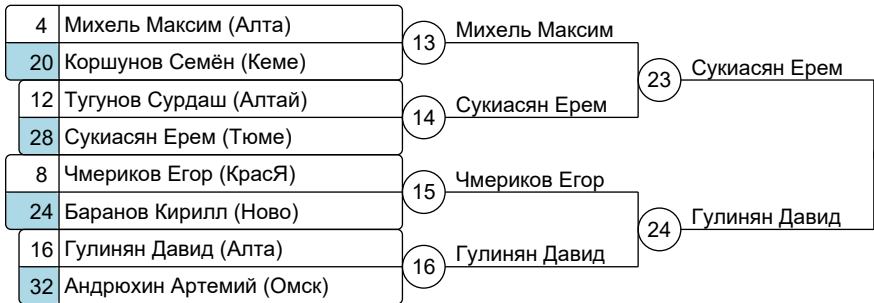 4 Михель Максим (Алта)
20 Коршунов Семён (Кеме)
12 Тугунов Сурдаш (Алтай)
28 Сукиасян Ерем (Тюме)
8 Чмериков Егор (КрасЯ)
24 Баранов Кирилл (Ново)
16 Гулинян Давид (Алта)
32 Андрюхин Артемий (Омск)
13 Михель Максим
14 Сукиасян Ерем
15 Чмериков Егор
16 Гулинян Давид
23 Сукиасян Ерем
24 Гулинян Давид